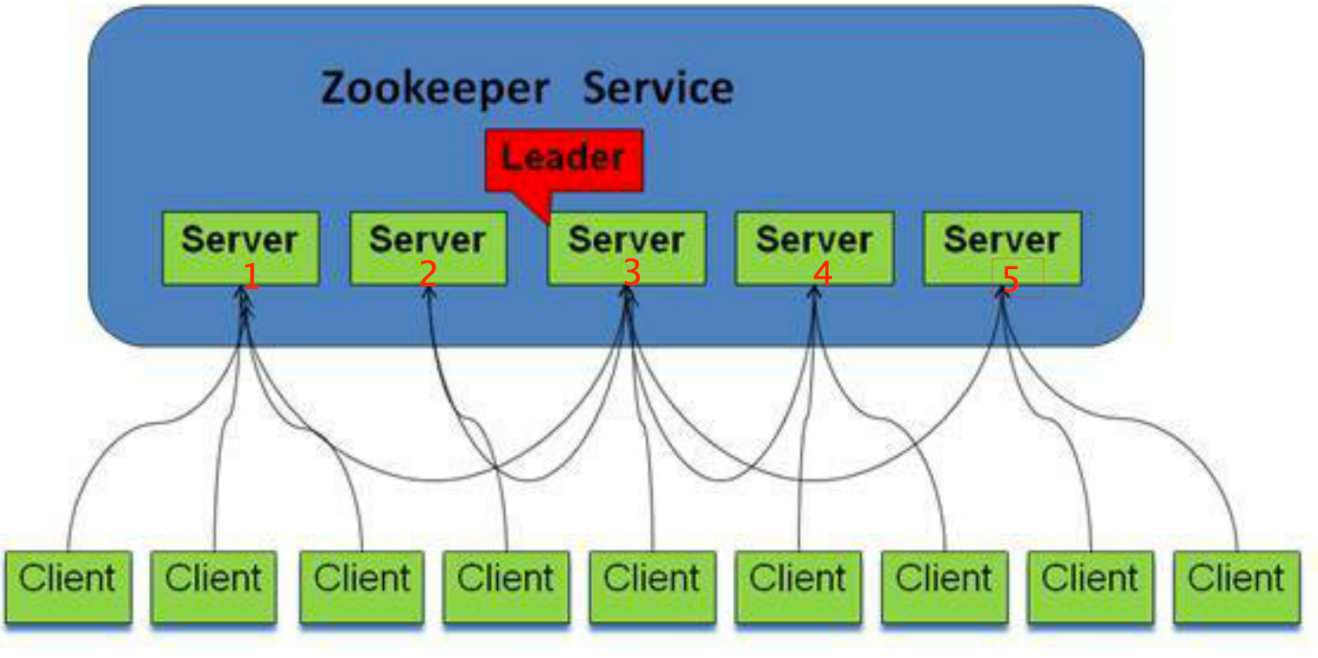 Zookeeper Service
Leader
Server Server Server Server Server
1 2 3 4 5
Client Client Client Client Client Client Client Client Client